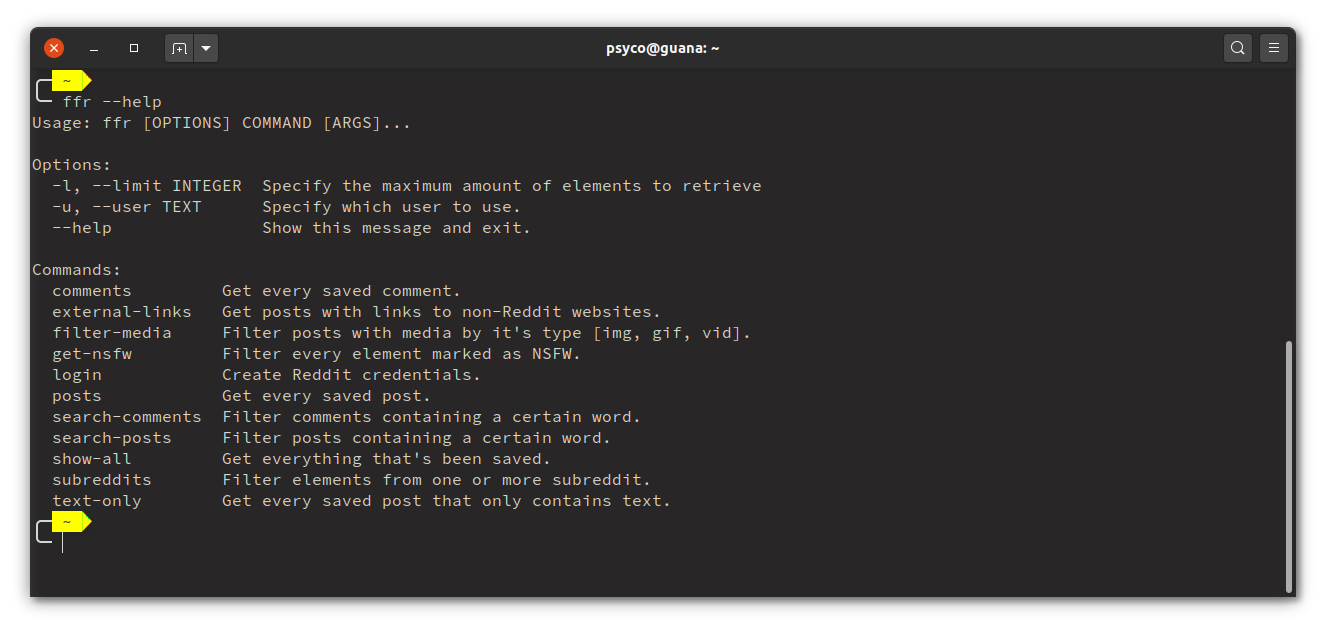 psyco@guana: ~
~
ffr --help
Usage: ffr [OPTIONS] COMMAND [ARGS]...
Options:
-l, --limit INTEGER  Specify the maximum amount of elements to retrieve
-u, --user TEXT      Specify which user to use.
--help               Show this message and exit.
Commands:
comments         Get every saved comment.
external-links   Get posts with links to non-Reddit websites.
filter-media     Filter posts with media by it's type [img, gif, vid].
get-nsfw         Filter every element marked as NSFW.
login            Create Reddit credentials.
posts            Get every saved post.
search-comments  Filter comments containing a certain word.
search-posts     Filter posts containing a certain word.
show-all         Get everything that's been saved.
subreddits       Filter elements from one or more subreddit.
text-only        Get every saved post that only contains text.
~